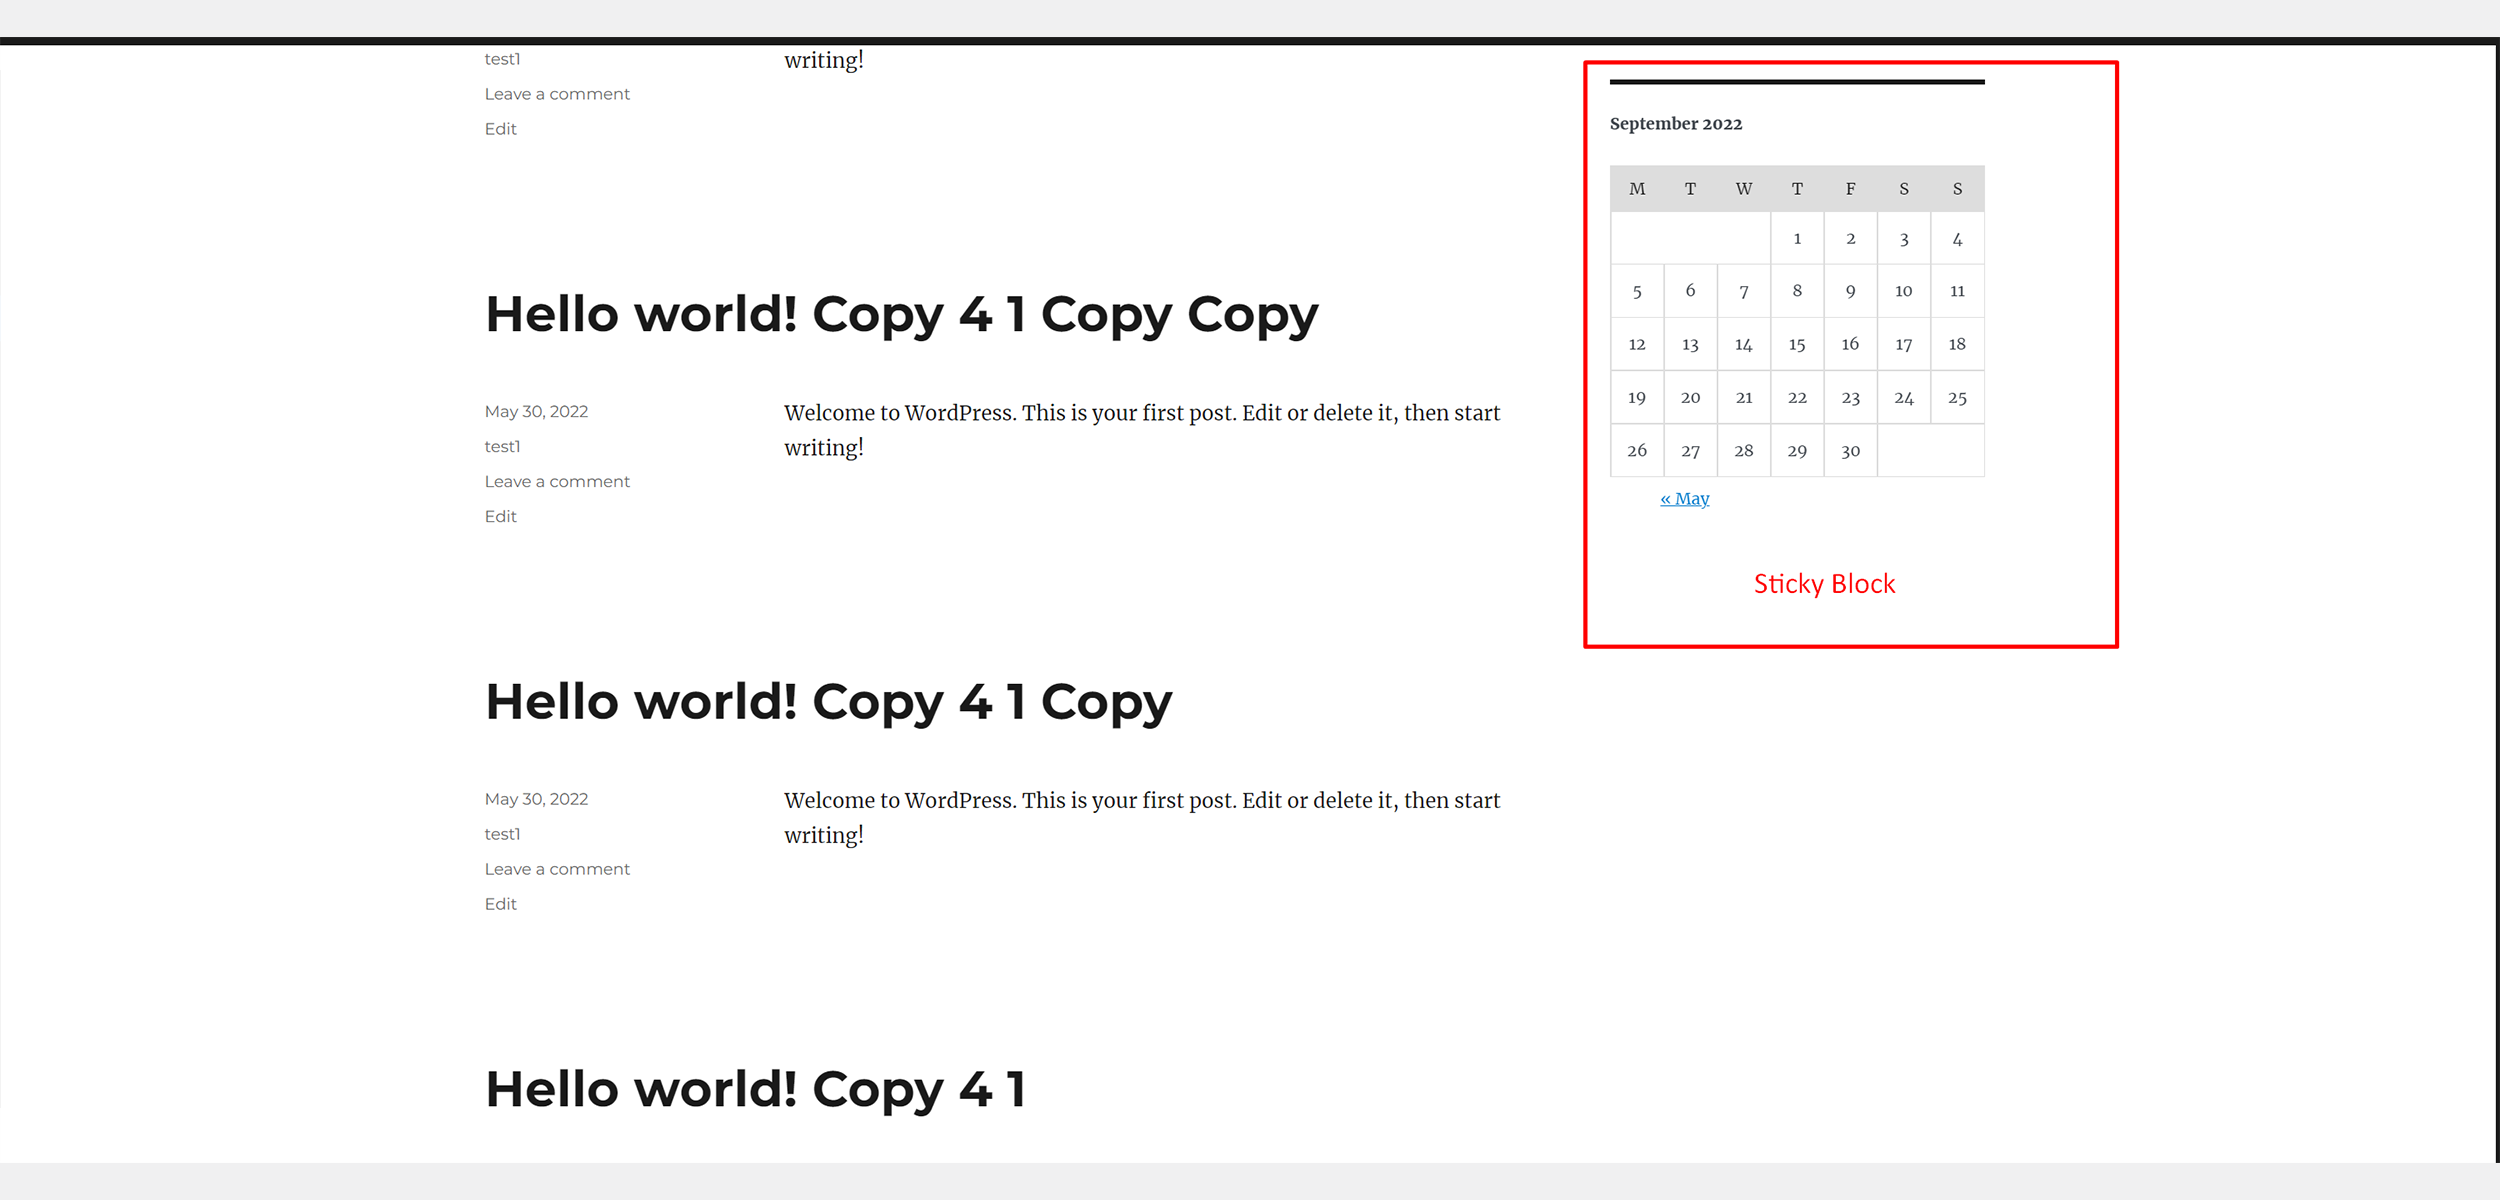 test1
Leave a comment
Edit
writing!
Hello world! Copy 4 1 Copy Copy
May 30, 2022
test1
Leave a comment
Edit
Welcome to WordPress. This is your first post. Edit or delete it, then start
writing!
Hello world! Copy 4 1 Copy
May 30, 2022
test1
Leave a comment
Edit
Welcome to WordPress. This is your first post. Edit or delete it, then start
writing!
Hello world! Copy 4 1
September 2022
M T W T F S S
1 2 3 4
5 6 7 8 9 10 11
12 13 14 15 16 17 18
19 20 21 22 23 24 25
26 27 28 29 30
« May
Sticky Block